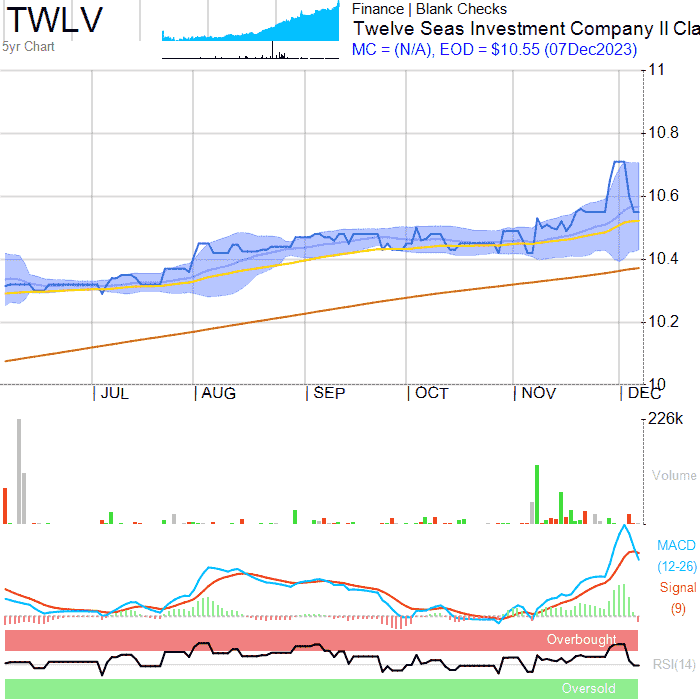 TWLV
5yr Chart
Finance | Blank Checks
Twelve Seas Investment Company II Cla
MC = (N/A), EOD = $10.55 (07Dec2023)
11
10.8
10.6
10.4
10.2
10
| JUL | AUG | SEP | OCT | NOV | DEC
226k
Volume
MACD
(12-26)
Signal
(9)
Overbought
RSI(14)
Oversold